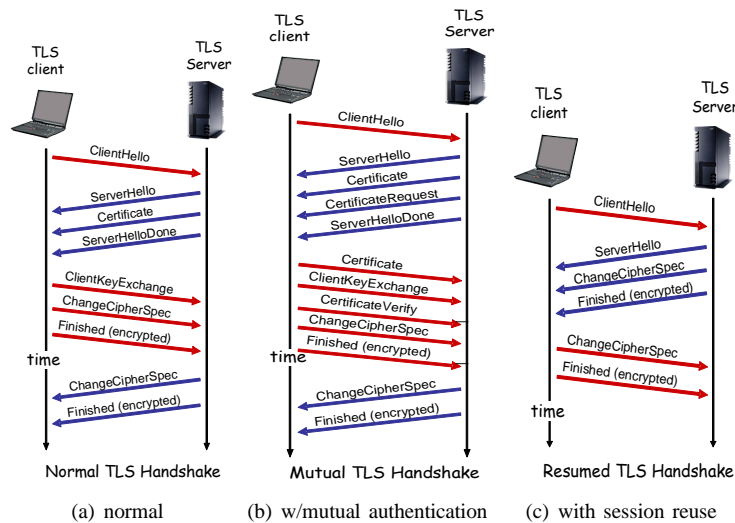 TLS
client
TLS
Server
ClientHello
ServerHello
Certificate
ServerHelloDone
ClientKeyExchange
ChangeCipherSpec
Finished (encrypted)
time
ChangeCipherSpec
Finished (encrypted)
Normal TLS Handshake
(a) normal
TLS
client
TLS
Server
ClientHello
ServerHello
Certificate
CertificateRequest
ServerHelloDone
Certificate
ClientKeyExchange
CertificateVerify
ChangeCipherSpec
Finished (encrypted)
time
ChangeCipherSpec
Finished (encrypted)
Mutual TLS Handshake
(b) w/mutual authentication
TLS
client
TLS
Server
ClientHello
ServerHello
ChangeCipherSpec
Finished (encrypted)
ChangeCipherSpec
Finished (encrypted)
time
Resumed TLS Handshake
(c) with session reuse